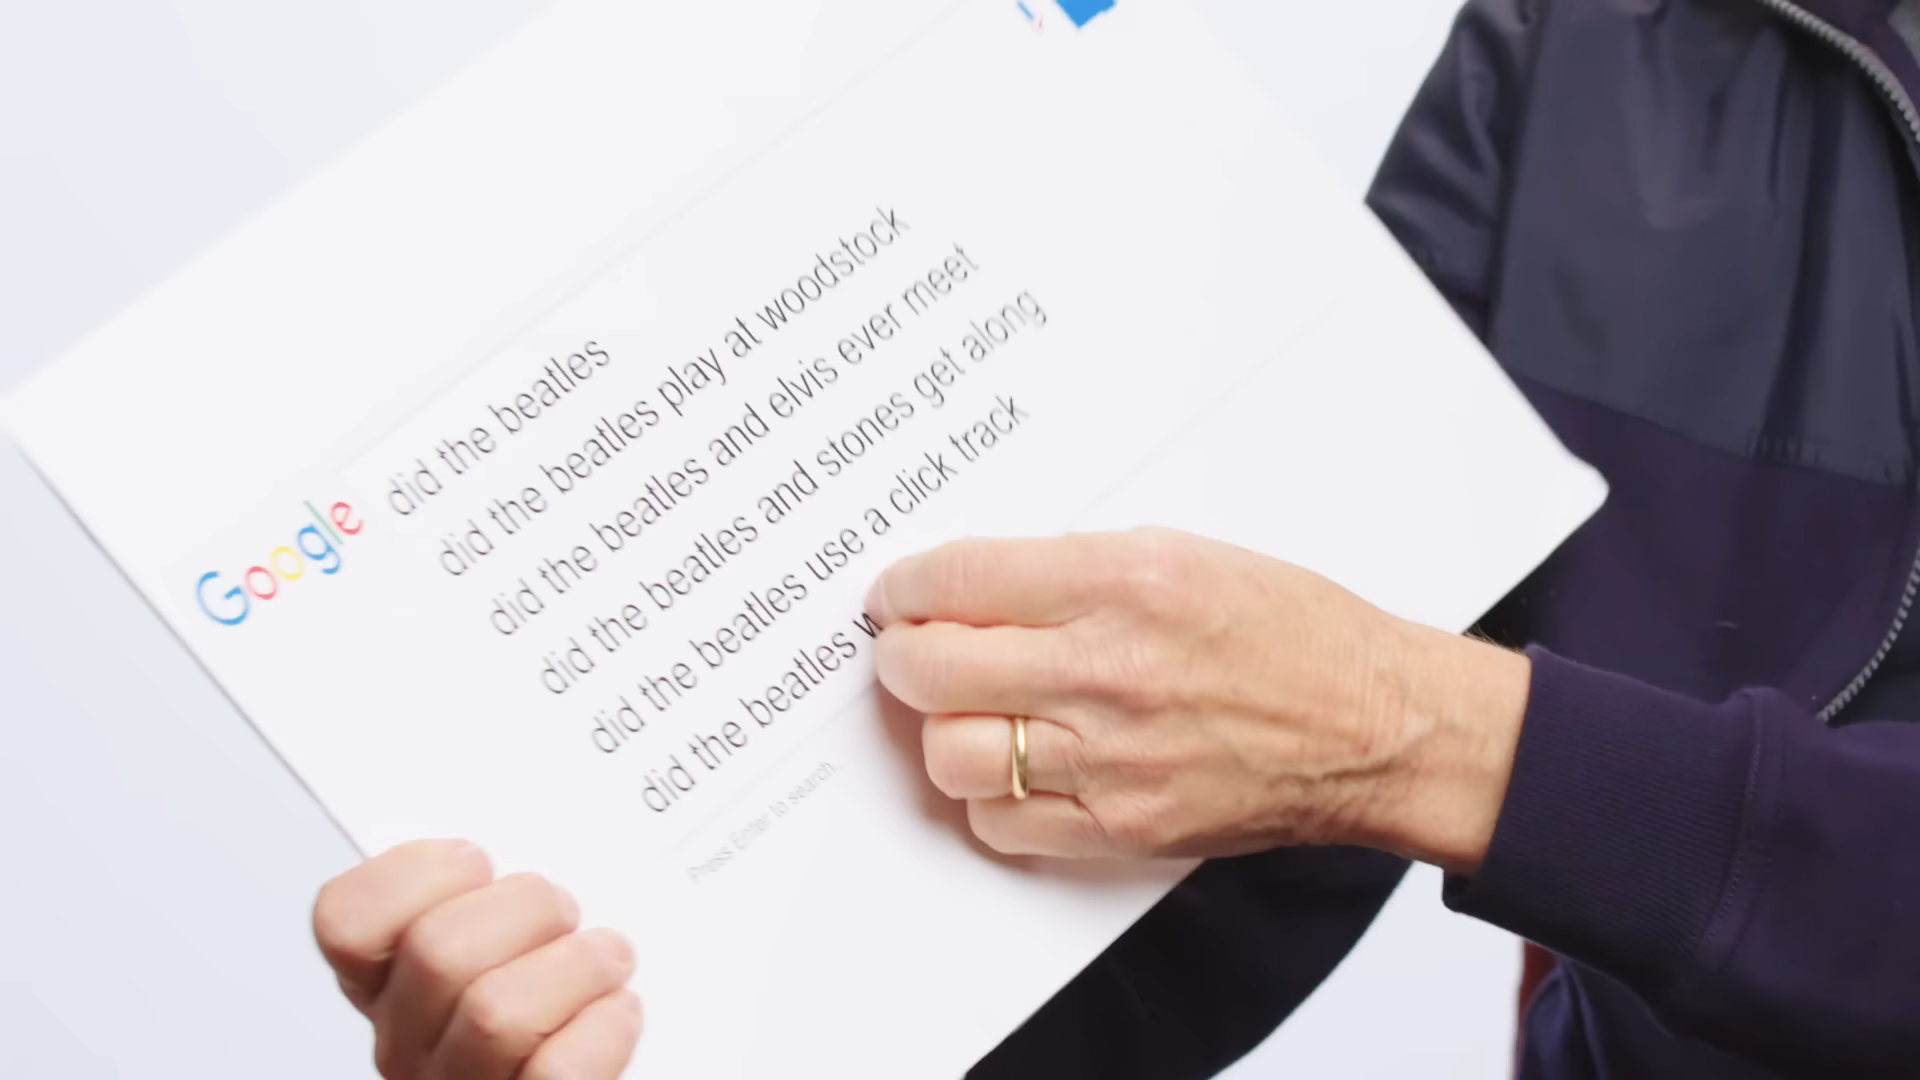 Google did the beatles
did the beatles play at woodstock
did the beatles and elvis ever meet
did the beatles and stones get along
did the beatles use a click track
did the beatles
Press Enter to search.